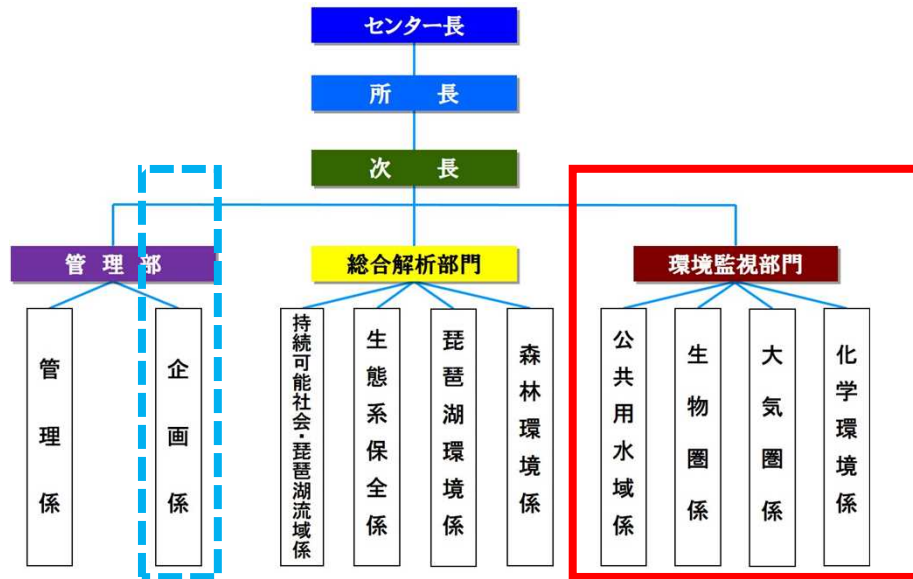 センター長
所　長
次　長
管 理 部
総合解析部門
環境監視部門
管理係
企画係
持続可能社会・琵琶湖流域係
生態系保全係
琵琶湖環境係
森林環境係
公共用水域係
生物圏係
大気圏係
化学環境係